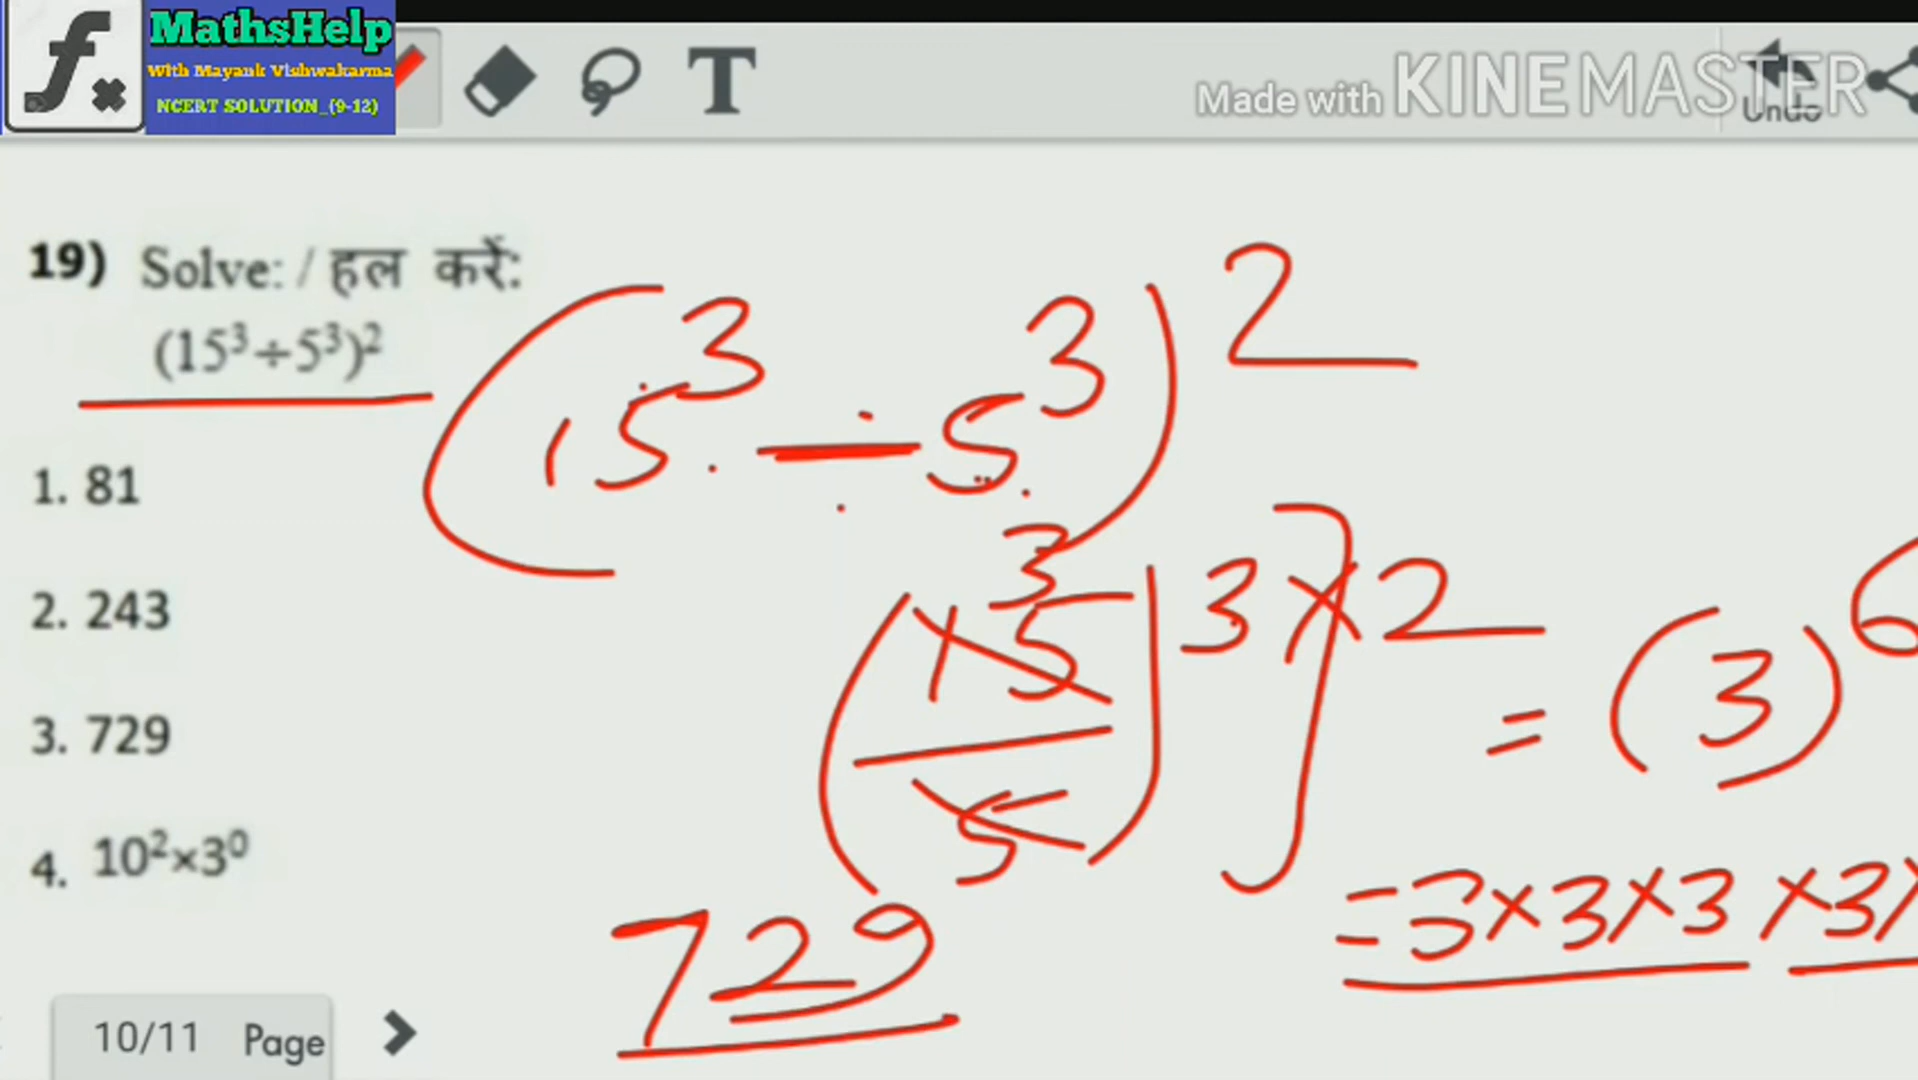 MathsHelp
With Mayank Vishwakarma
NCERT SOLUTION_(9-12)
T
Made with KINEMASTER
Undo
19) Solve: / हल करें:
(15³÷5³)²
1. 81
2. 243
3. 729
4. 10²×3⁰
(15³ ÷ 5³)²
(15/5)³ˣ² = (3)⁶
3
= 3×3×3×3×
729
10/11 Page >